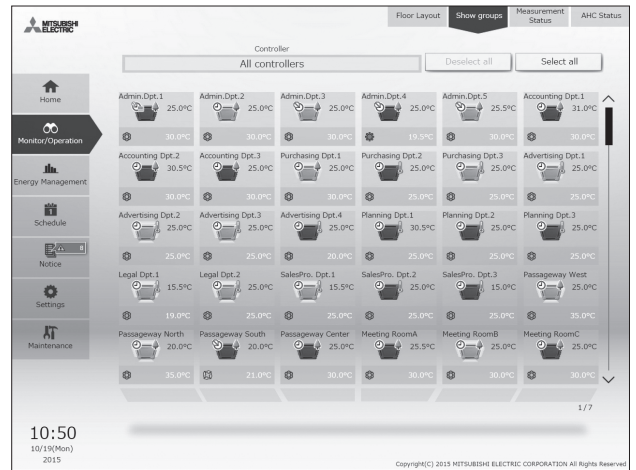 MITSUBISHI
ELECTRIC
Floor Layout
Show groups
Measurement
Status
AHC Status
Controller
All controllers
Deselect all
Select all
Home
Monitor/Operation
Energy Management
Schedule
Notice
8
Settings
Maintenance
Admin.Dpt.1 Admin.Dpt.2 Admin.Dpt.3 Admin.Dpt.4 Admin.Dpt.5 Accounting Dpt.1
25.0°C 25.0°C 25.0°C 25.0°C 25.5°C 31.0°C
30.0°C 30.0°C 30.0°C 19.5°C 30.0°C 30.0°C
Accounting Dpt.2 Accounting Dpt.3 Purchasing Dpt.1 Purchasing Dpt.2 Purchasing Dpt.3 Advertising Dpt.1
30.5°C 25.0°C 25.0°C 25.0°C 25.0°C 25.0°C
30.0°C 30.0°C 30.0°C 25.0°C 30.0°C 25.0°C
Advertising Dpt.2 Advertising Dpt.3 Advertising Dpt.4 Planning Dpt.1 Planning Dpt.2 Planning Dpt.3
25.0°C 25.0°C 25.0°C 30.5°C 25.0°C 25.0°C
25.0°C 25.0°C 20.0°C 25.0°C 25.0°C 25.0°C
Legal Dpt.1 Legal Dpt.2 SalesPro. Dpt.1 SalesPro. Dpt.2 SalesPro. Dpt.3 Passageway West
15.5°C 25.0°C 15.5°C 25.0°C 15.0°C 25.0°C
19.0°C 25.0°C 25.0°C 25.0°C 25.0°C 35.0°C
Passageway North Passageway South Passageway Center Meeting RoomA Meeting RoomB Meeting RoomC
20.0°C 20.0°C 25.0°C 25.5°C 25.0°C 25.0°C
35.0°C 21.0°C 30.0°C 30.0°C 30.0°C 30.0°C
1/7
10:50
10/19(Mon)
2015
Copyright(C) 2015 MITSUBISHI ELECTRIC CORPORATION All Rights Reserved